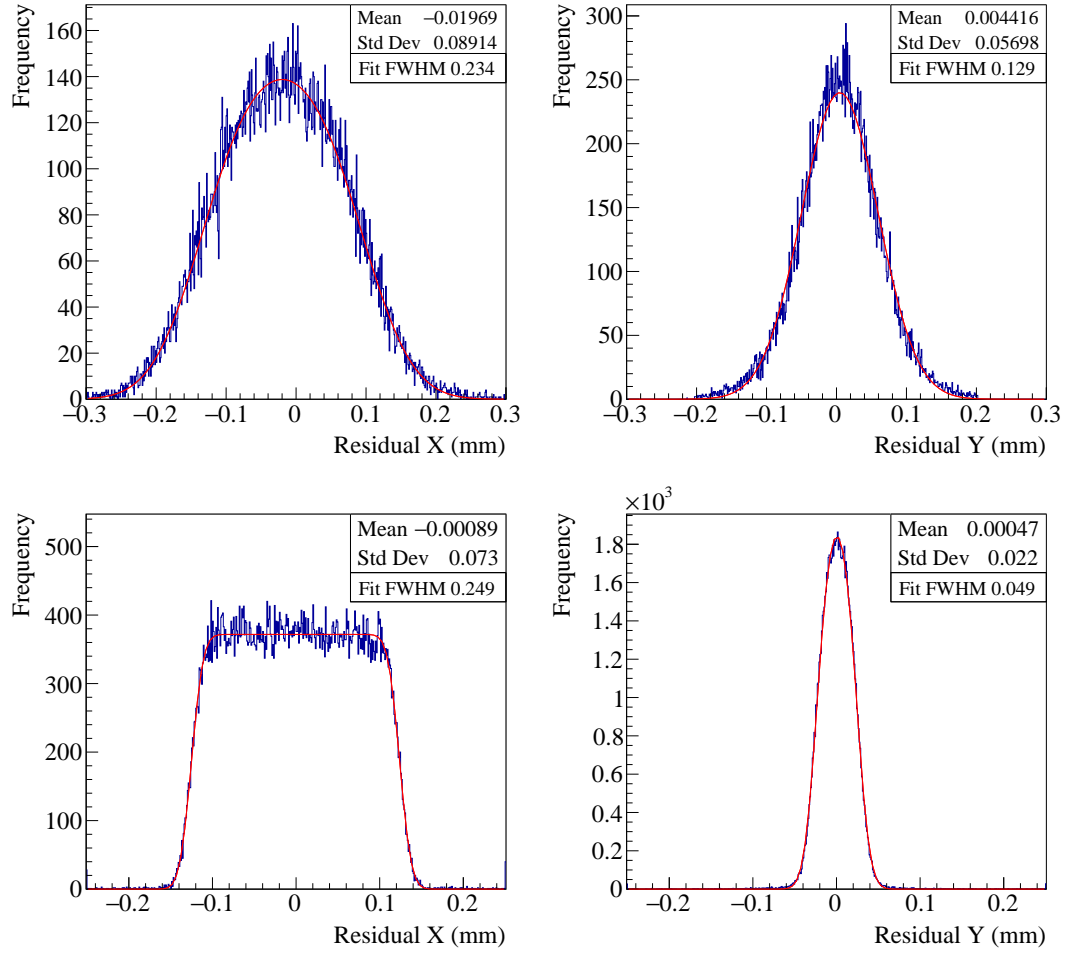 Frequency
Mean −0.01969
Std Dev 0.08914
Fit FWHM 0.234
160
140
120
100
80
60
40
20
0
−0.3 −0.2 −0.1 0 0.1 0.2 0.3
Residual X (mm)
Frequency
Mean 0.004416
Std Dev 0.05698
Fit FWHM 0.129
300
250
200
150
100
50
0
−0.3 −0.2 −0.1 0 0.1 0.2 0.3
Residual Y (mm)
Frequency
Mean −0.00089
Std Dev 0.073
Fit FWHM 0.249
500
400
300
200
100
0
−0.2 −0.1 0 0.1 0.2
Residual X (mm)
×10³
Frequency
Mean 0.00047
Std Dev 0.022
Fit FWHM 0.049
1.8
1.6
1.4
1.2
1
0.8
0.6
0.4
0.2
0
−0.2 −0.1 0 0.1 0.2
Residual Y (mm)